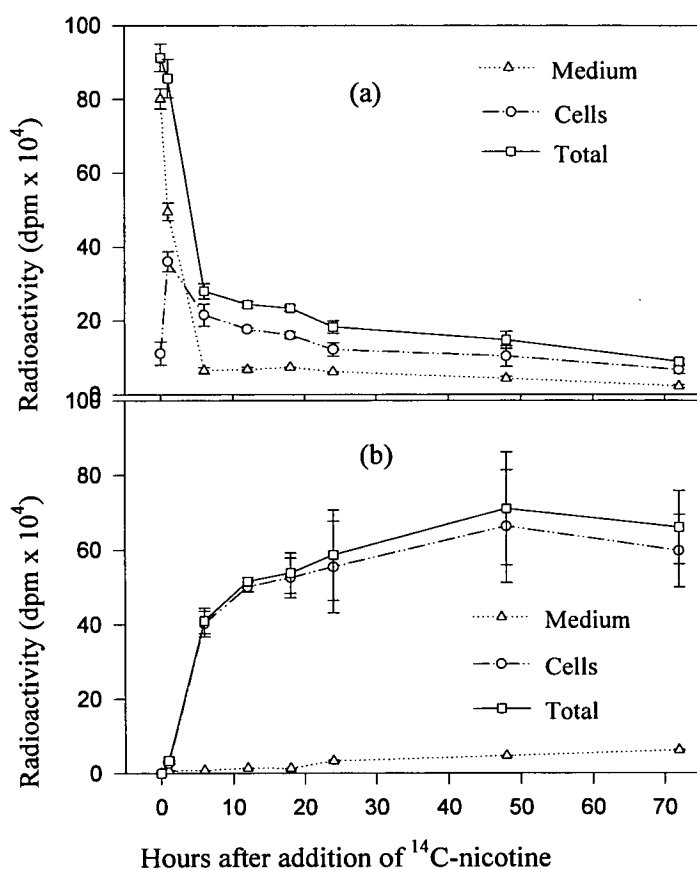 100
80
60
40
20
0
Radioactivity (dpm x 10⁴)
(a)
Medium
Cells
Total
100
80
60
40
20
0
Radioactivity (dpm x 10⁴)
(b)
Medium
Cells
Total
0 10 20 30 40 50 60 70
Hours after addition of ¹⁴C-nicotine